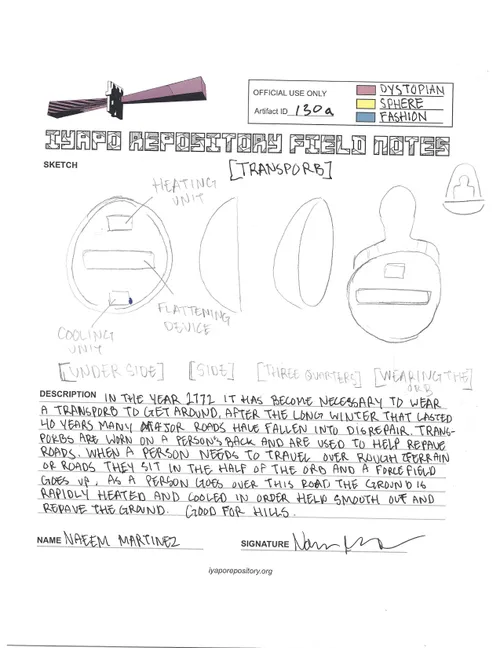 OFFICIAL USE ONLY
Artifact ID 130a
DYSTOPIAN
SPHERE
FASHION
IYAPO REPOSITORY FIELD NOTES
SKETCH
[TRANSPORB]
HEATING
UNIT
FLATTENING
DEVICE
COOLING
UNIT
[UNDER SIDE] [SIDE] [THREE QUARTERS] [WEARING THE
ORB]
DESCRIPTION IN THE YEAR 2772 IT HAS BECOME NECESSARY TO WEAR
A TRANSPORB TO GET AROUND, AFTER THE LONG WINTER THAT LASTED
40 YEARS MANY MAJOR ROADS HAVE FALLEN INTO DISREPAIR. TRANS-
PORBS ARE WORN ON A PERSON'S BACK AND ARE USED TO HELP REPAVE
ROADS. WHEN A PERSON NEEDS TO TRAVEL OVER ROUGH TERRAIN
OR ROADS THEY SIT IN THE HALF OF THE ORB AND A FORCEFIELD
GOES UP, AS A PERSON GOES OVER THIS ROAD THE GROUND IS
RAPIDLY HEATED AND COOLED IN ORDER HELP SMOOTH OUT AND
REPAVE THE GROUND. GOOD FOR HILLS.
NAME NAEEM MARTINEZ SIGNATURE
iyaporepository.org